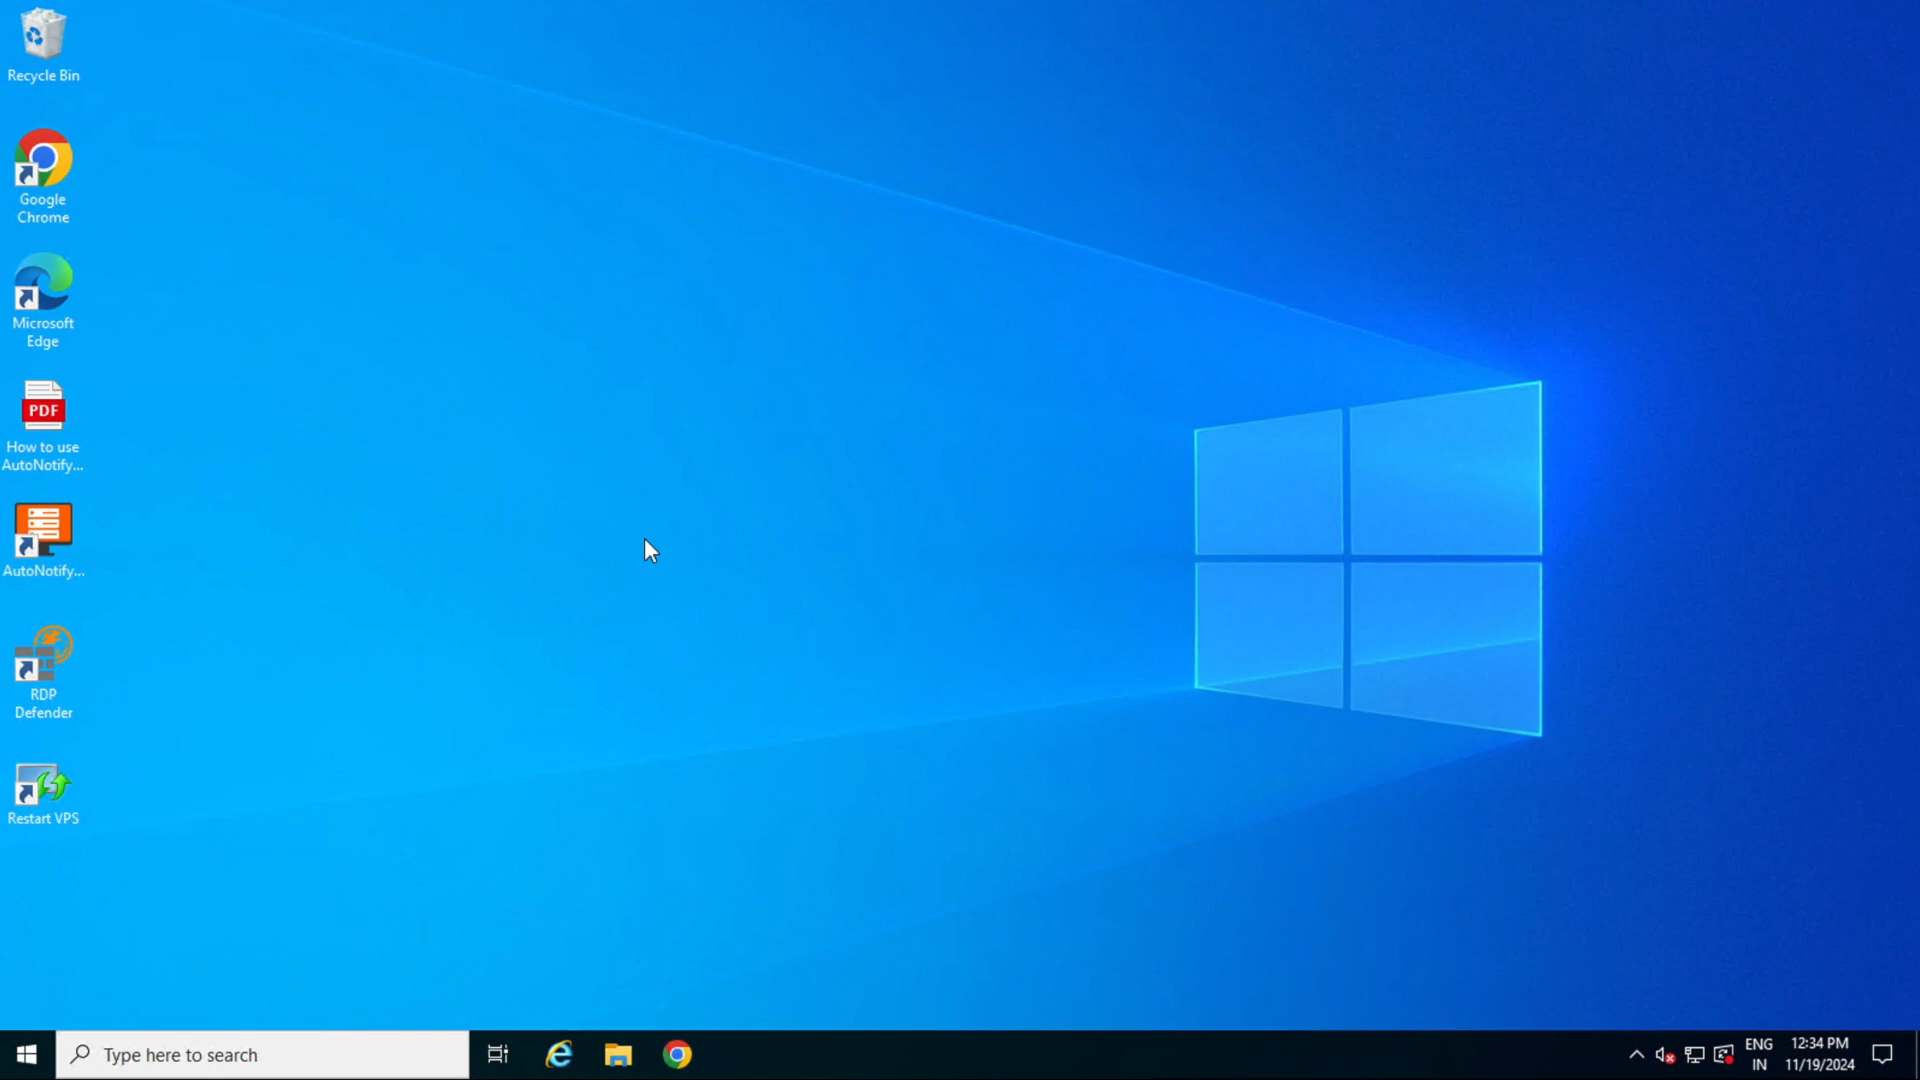 Recycle Bin
Google
Chrome
Microsoft
Edge
PDF
How to use
AutoNotify...
AutoNotify...
RDP
Defender
Restart VPS
Type here to search
ENG
IN
12:34 PM
11/19/2024